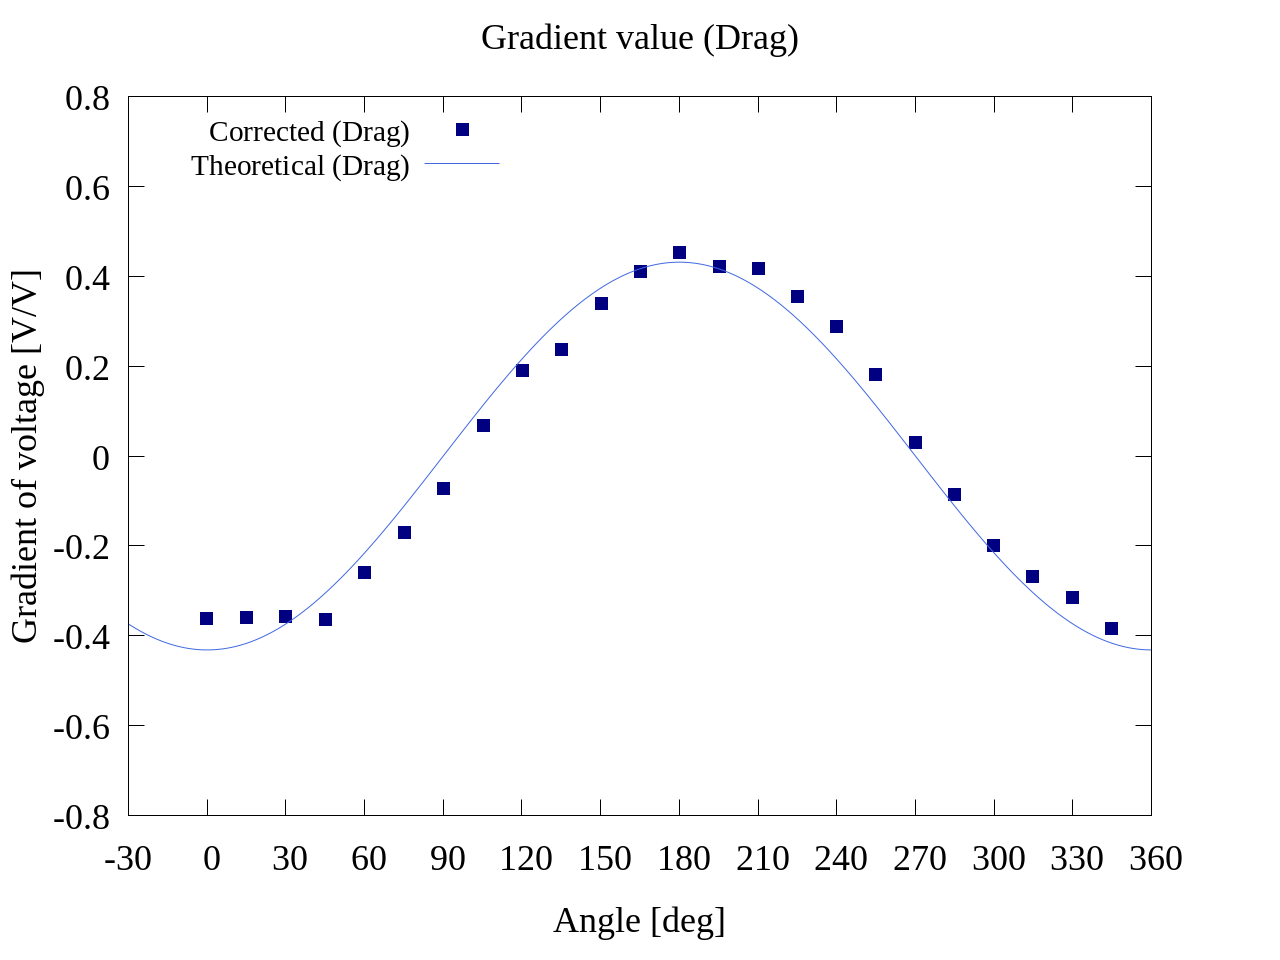 Gradient value (Drag)
Corrected (Drag)
Theoretical (Drag)
Gradient of voltage [V/V]
0.8
0.6
0.4
0.2
0
-0.2
-0.4
-0.6
-0.8
-30 0 30 60 90 120 150 180 210 240 270 300 330 360
Angle [deg]